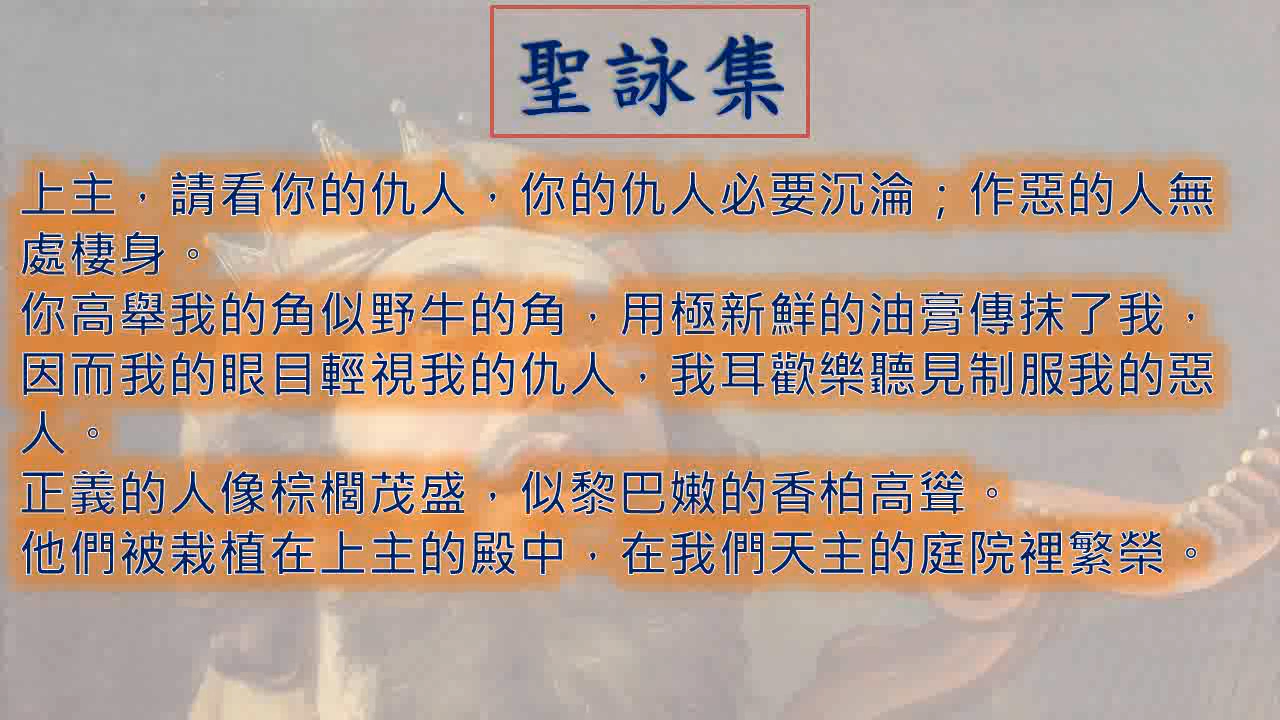 聖詠集
上主，請看你的仇人，你的仇人必要沉淪；作惡的人無
處棲身。
你高舉我的角似野牛的角，用極新鮮的油膏傳抹了我，
因而我的眼目輕視我的仇人，我耳歡樂聽見制服我的惡
人。
正義的人像棕櫚茂盛，似黎巴嫩的香柏高聳。
他們被栽植在上主的殿中，在我們天主的庭院裡繁榮。